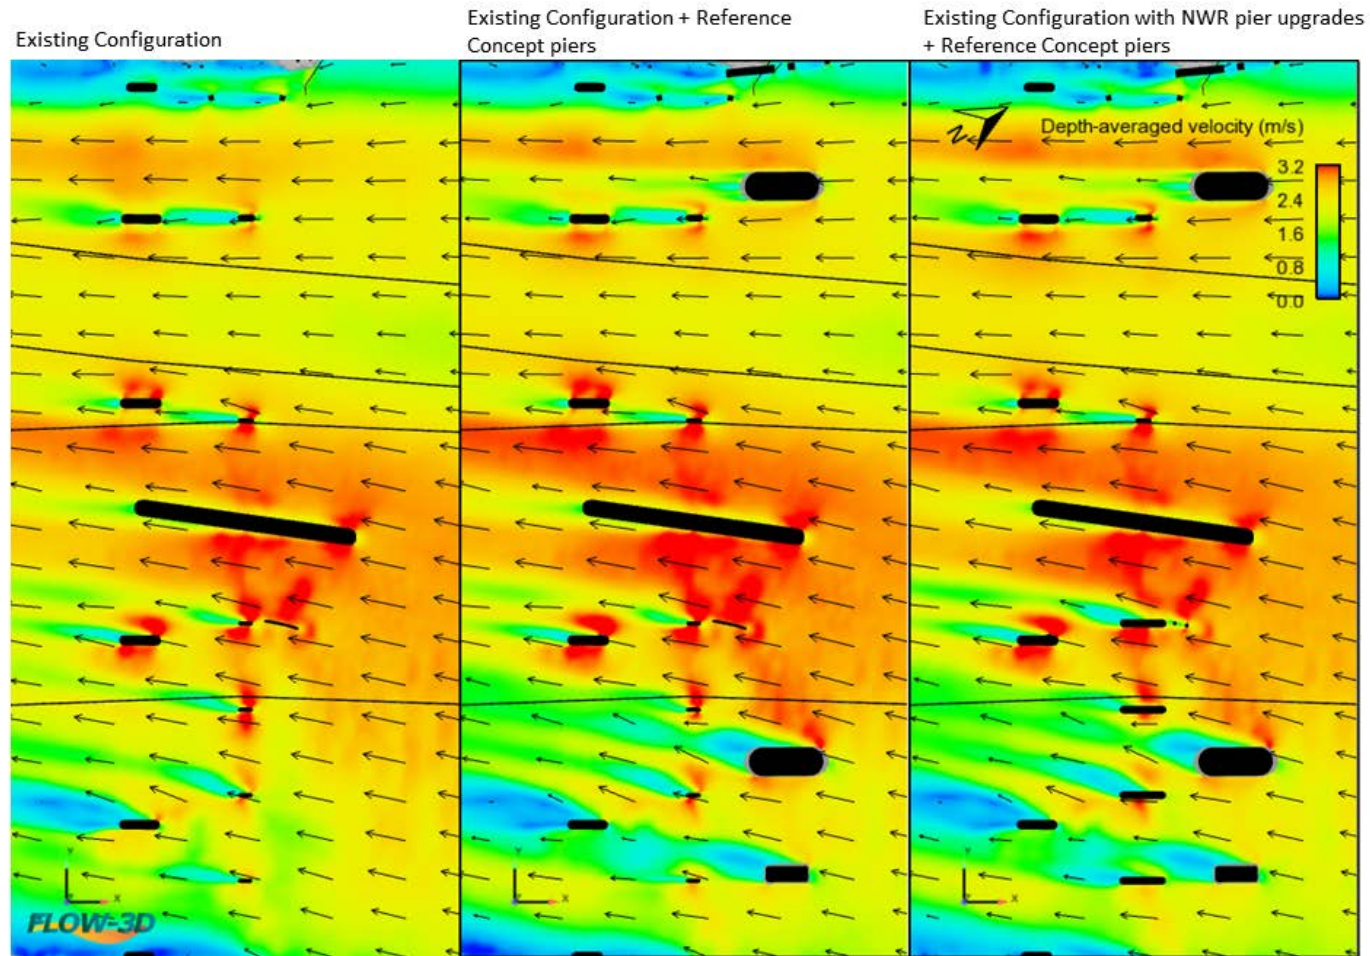 Existing Configuration
Existing Configuration + Reference
Concept piers
Existing Configuration with NWR pier upgrades
+ Reference Concept piers
N
Depth-averaged velocity (m/s)
3.2
2.4
1.6
0.8
0.0
Y
X
FLOW-3D
Y
X
Y
X